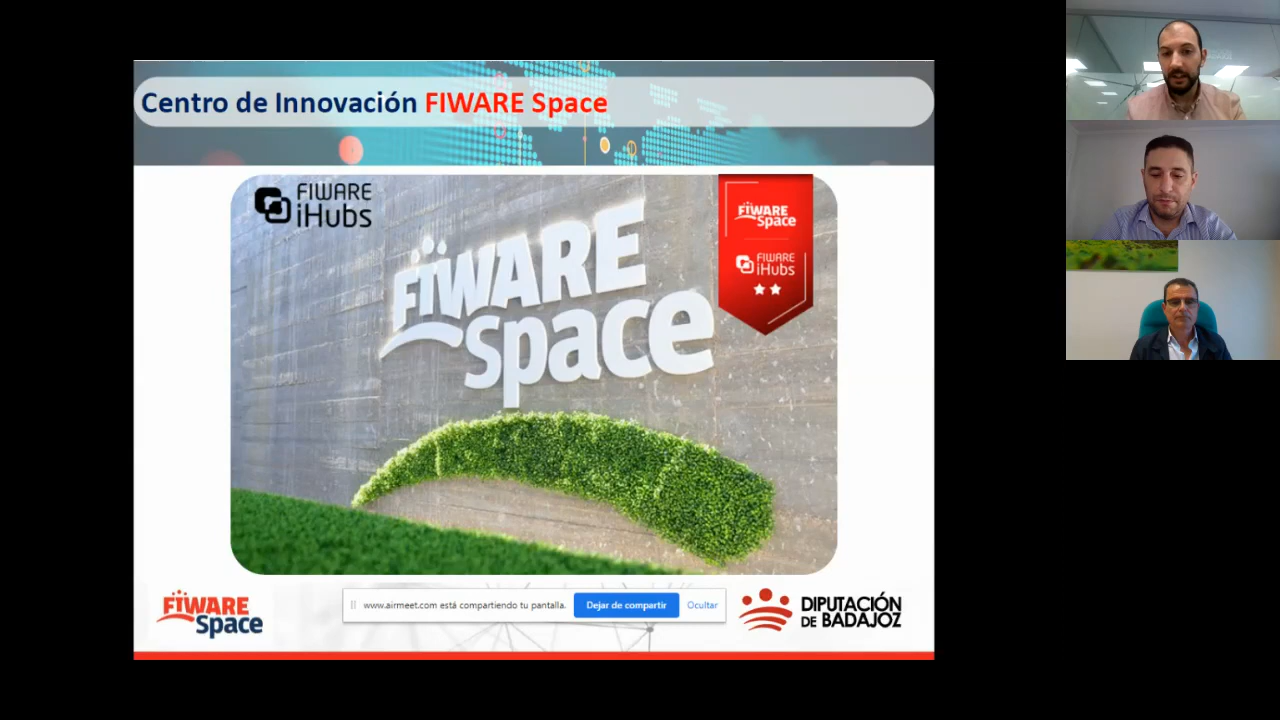 Centro de Innovación FIWARE Space
FIWARE
iHubs
FIWARE
Space
FIWARE
Space
FIWARE
iHubs
FIWARE
Space
www.airmeet.com está compartiendo tu pantalla.
Dejar de compartir
Ocultar
DIPUTACIÓN
DE BADAJOZ